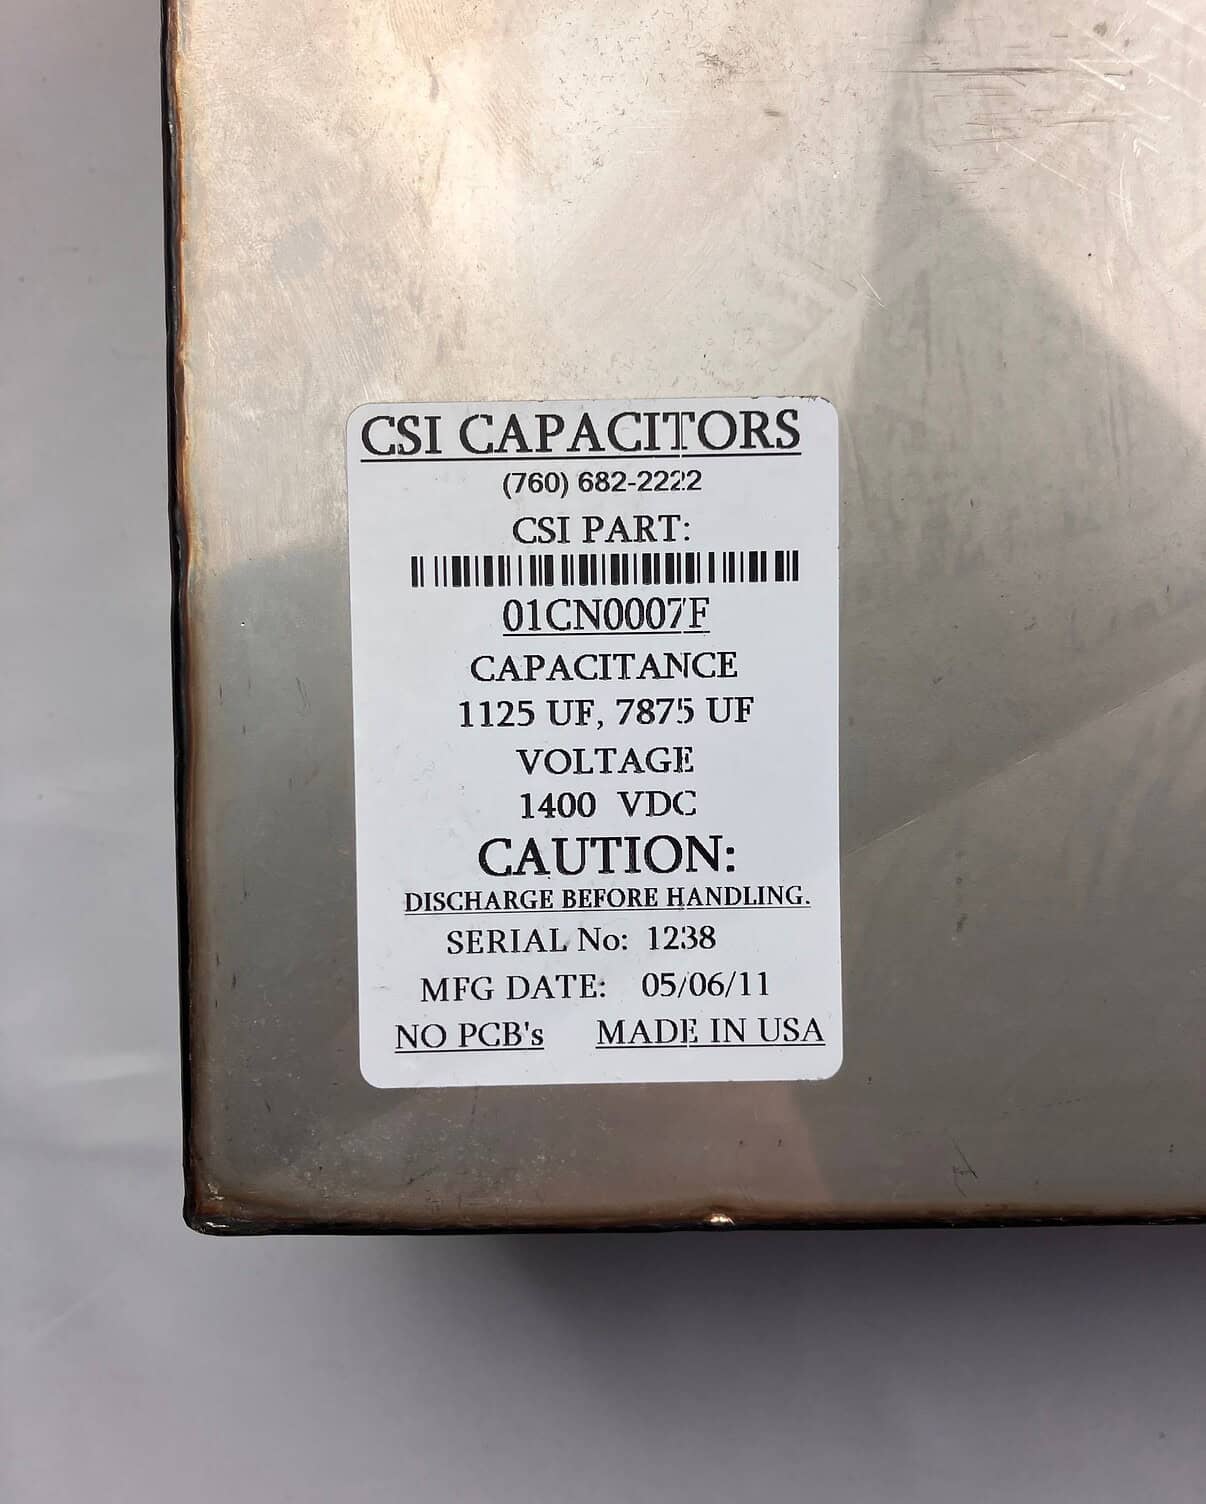 CSI CAPACITORS
(760) 682-2222
CSI PART:
01CN0007F
CAPACITANCE
1125 UF, 7875 UF
VOLTAGE
1400 VDC
CAUTION:
DISCHARGE BEFORE HANDLING.
SERIAL No: 1238
MFG DATE: 05/06/11
NO PCB's MADE IN USA